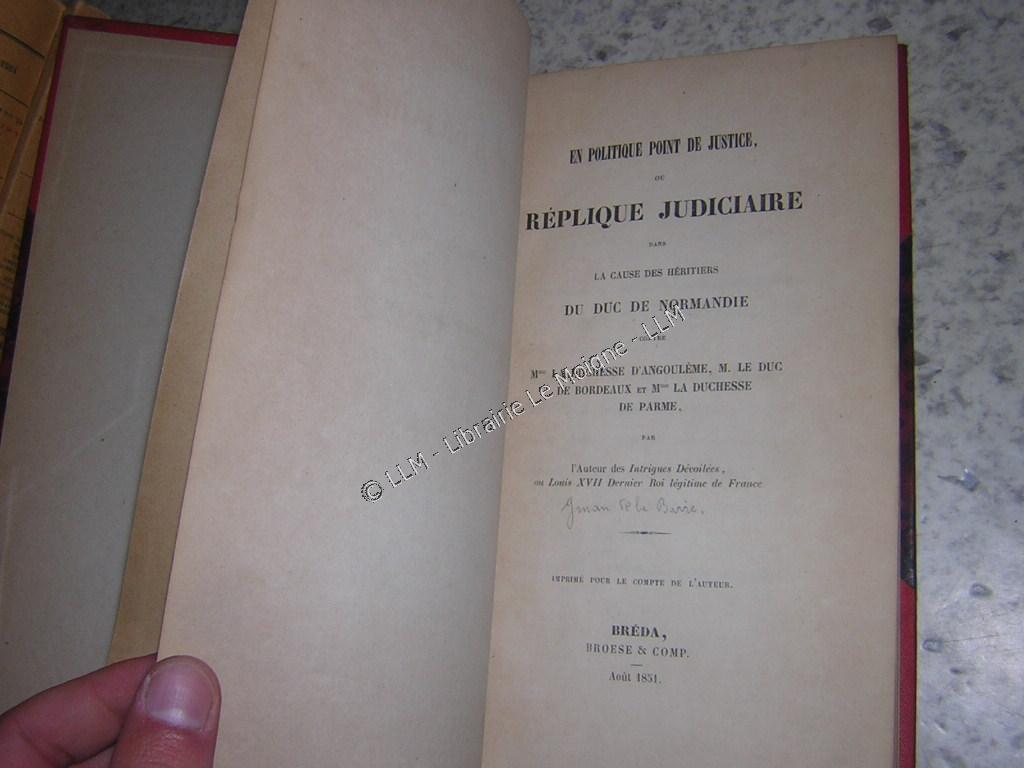 EN POLITIQUE POINT DE JUSTICE,
OU
RÉPLIQUE JUDICIAIRE
DANS
LA CAUSE DES HÉRITIERS
DU DUC DE NORMANDIE
CONTRE
Mme LA DUCHESSE D'ANGOULÊME, M. LE DUC
DE BORDEAUX ET Mme LA DUCHESSE
DE PARME,
PAR
l'Auteur des Intrigues Dévoilées,
ou Louis XVII Dernier Roi légitime de France
de la Barre.
IMPRIMÉ POUR LE COMPTE DE L'AUTEUR.
BRÉDA,
BROESE & COMP.
Août 1851.
© LLM - Librairie Le Moigne - LLM